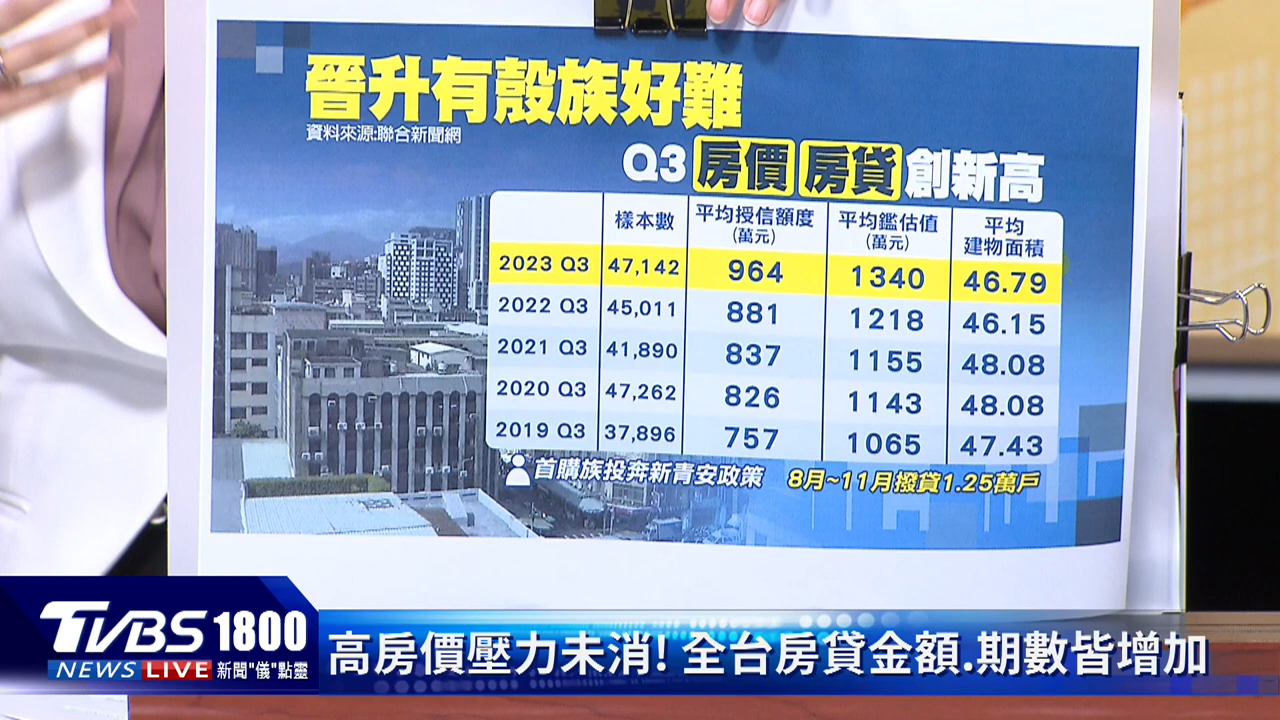 晉升有殼族好難
資料來源:聯合新聞網
Q3房價 房貸創新高
樣本數 平均授信額度(萬元) 平均鑑估值(萬元) 平均建物面積
2023 Q3 47,142 964 1340 46.79
2022 Q3 45,011 881 1218 46.15
2021 Q3 41,890 837 1155 48.08
2020 Q3 47,262 826 1143 48.08
2019 Q3 37,896 757 1065 47.43
首購族投奔新青安政策 8月~11月撥貸1.25萬戶
TVBS 1800
NEWS LIVE 新聞"儀"點靈
高房價壓力未消! 全台房貸金額.期數皆增加